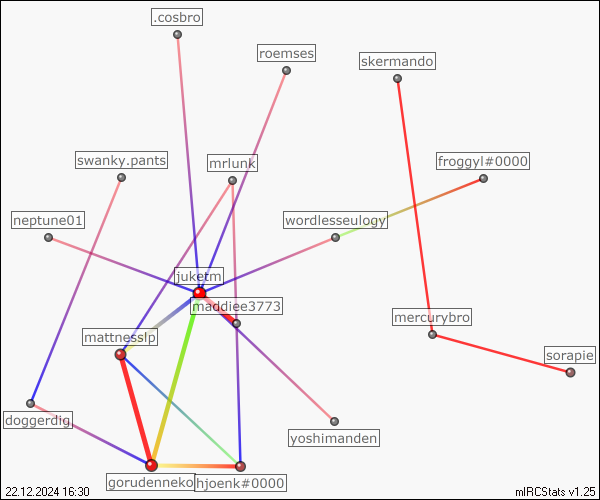 .cosbro
roemses
skermando
swanky.pants
mrlunk
froggyl#0000
neptune01
wordlesseulogy
juketm
maddiee3773
mattnesslp
mercurybro
sorapie
doggerdig
yoshimanden
gorudenneko
hjoenk#0000
22.12.2024 16:30
mIRCStats v1.25